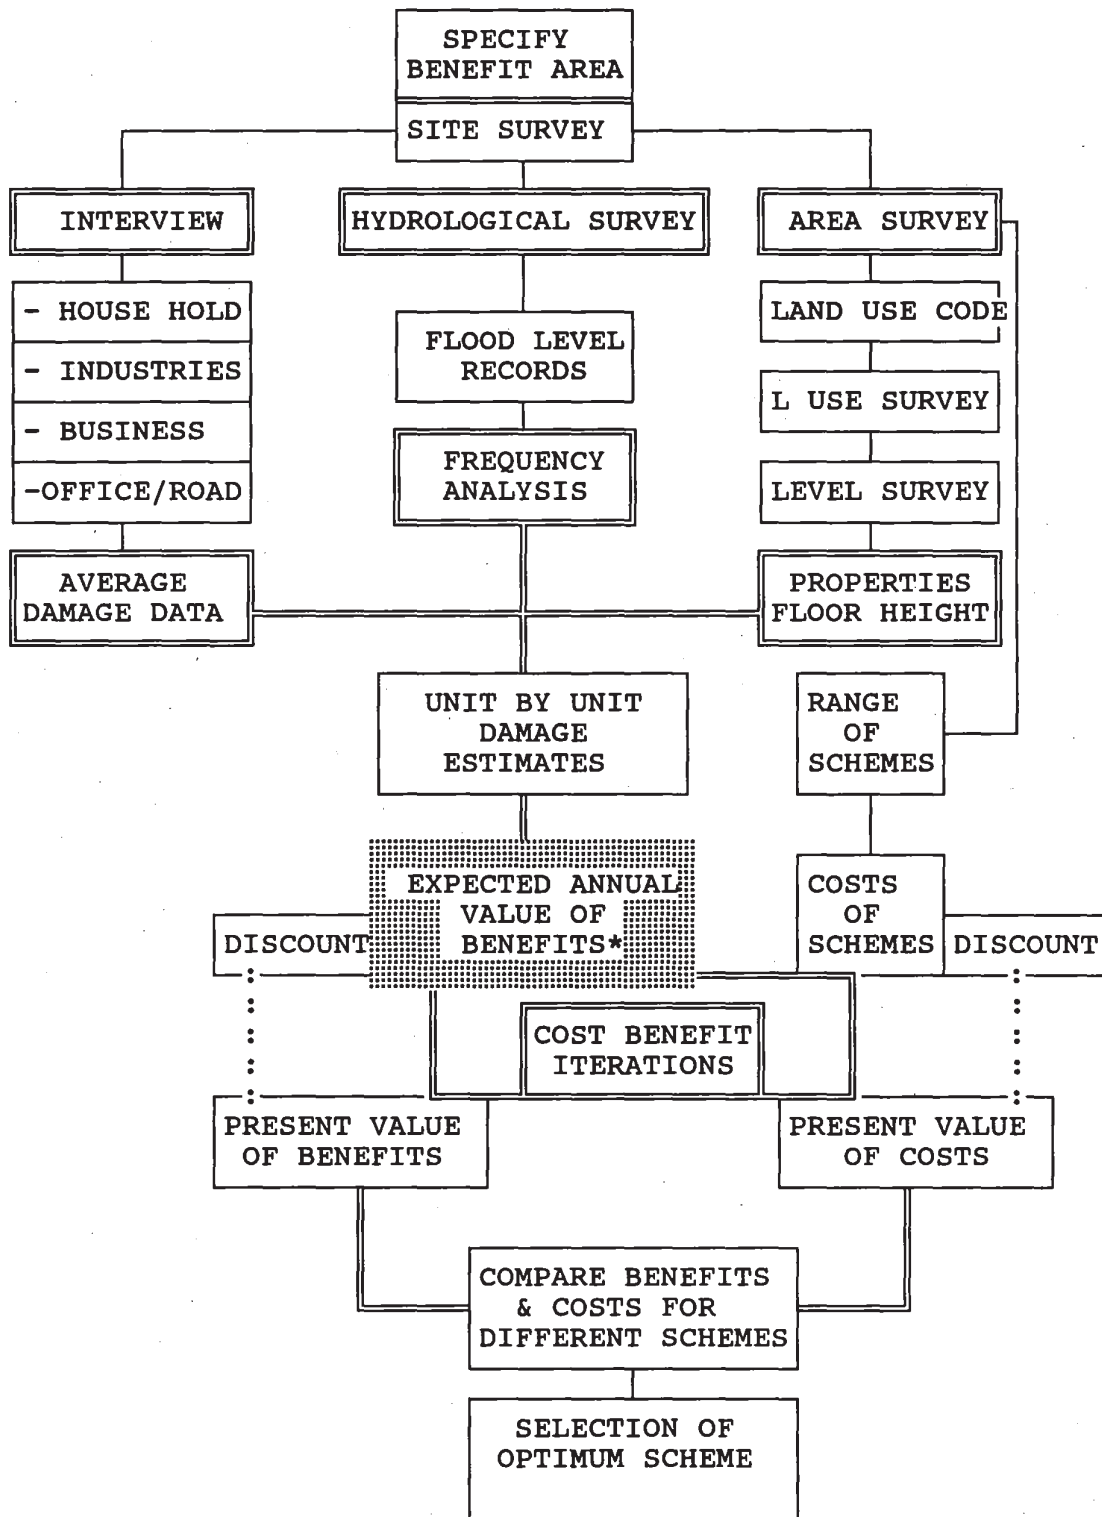 SPECIFY
BENEFIT AREA
SITE SURVEY
INTERVIEW
HYDROLOGICAL SURVEY
AREA SURVEY
- HOUSE HOLD
- INDUSTRIES
- BUSINESS
-OFFICE/ROAD
FLOOD LEVEL
RECORDS
FREQUENCY
ANALYSIS
LAND USE CODE
L USE SURVEY
LEVEL SURVEY
AVERAGE
DAMAGE DATA
PROPERTIES
FLOOR HEIGHT
UNIT BY UNIT
DAMAGE
ESTIMATES
RANGE
OF
SCHEMES
EXPECTED ANNUAL
VALUE OF
BENEFITS*
DISCOUNT
COSTS
OF
SCHEMES
DISCOUNT
COST BENEFIT
ITERATIONS
PRESENT VALUE
OF BENEFITS
PRESENT VALUE
OF COSTS
COMPARE BENEFITS
& COSTS FOR
DIFFERENT SCHEMES
SELECTION OF
OPTIMUM SCHEME